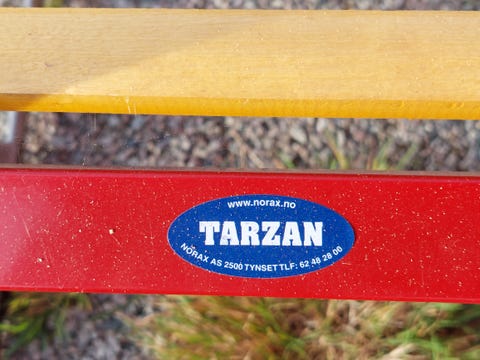 www.norax.no
TARZAN
NORAX AS 2500 TYNSET TLF: 62 48 28 00